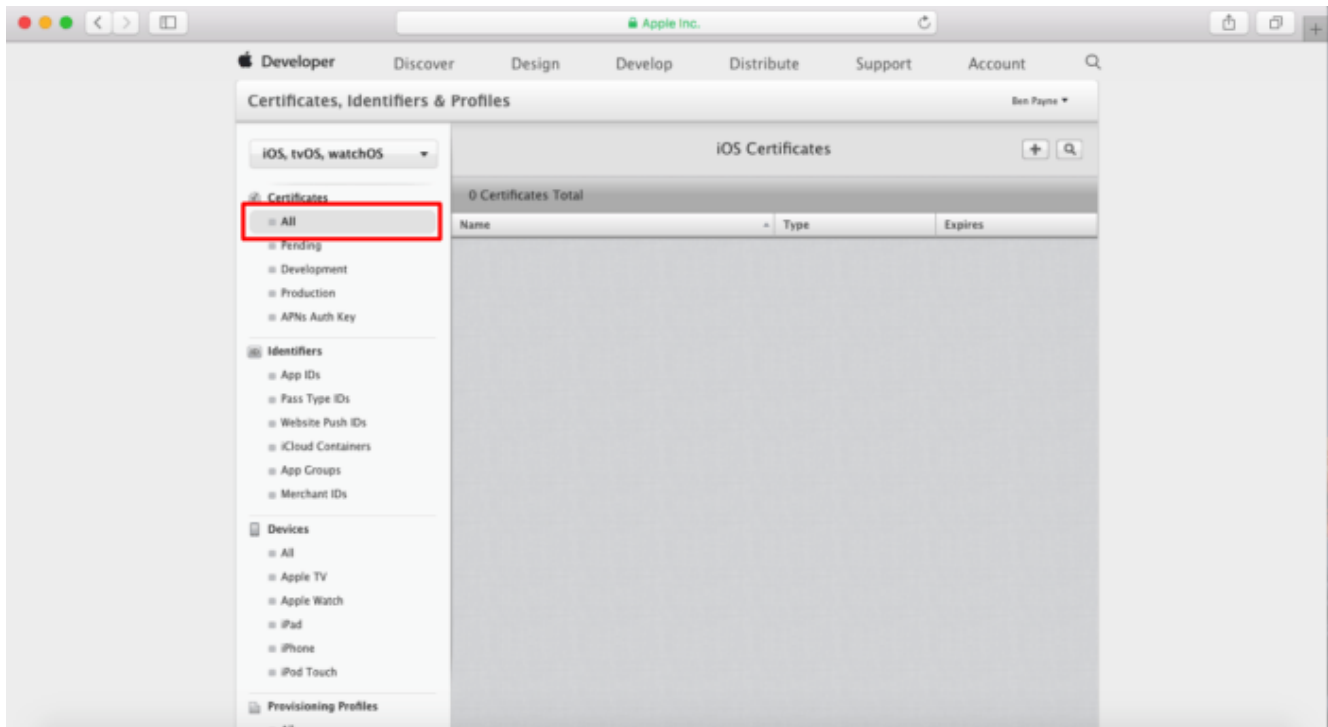 Apple Inc.
Developer Discover Design Develop Distribute Support Account
Certificates, Identifiers & Profiles Ben Payne
iOS, tvOS, watchOS
iOS Certificates
Certificates
0 Certificates Total
All
Name Type Expires
Pending
Development
Production
APNs Auth Key
Identifiers
App IDs
Pass Type IDs
Website Push IDs
iCloud Containers
App Groups
Merchant IDs
Devices
All
Apple TV
Apple Watch
iPad
iPhone
iPod Touch
Provisioning Profiles